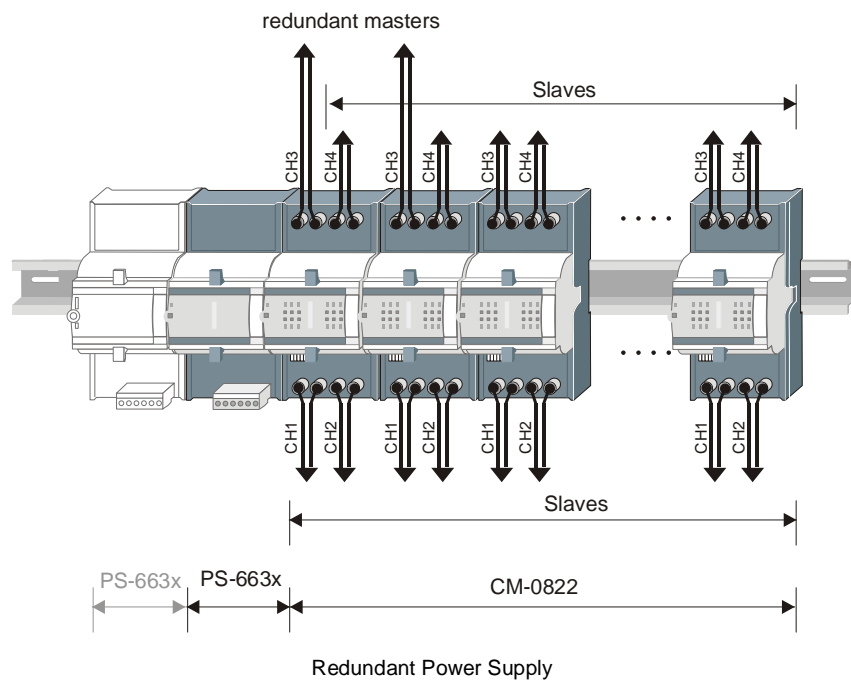 redundant masters
Slaves
CH3 CH4 CH3 CH4 CH3 CH4 CH3 CH4
CH1 CH2 CH1 CH2 CH1 CH2 CH1 CH2
Slaves
PS-663x PS-663x CM-0822
Redundant Power Supply